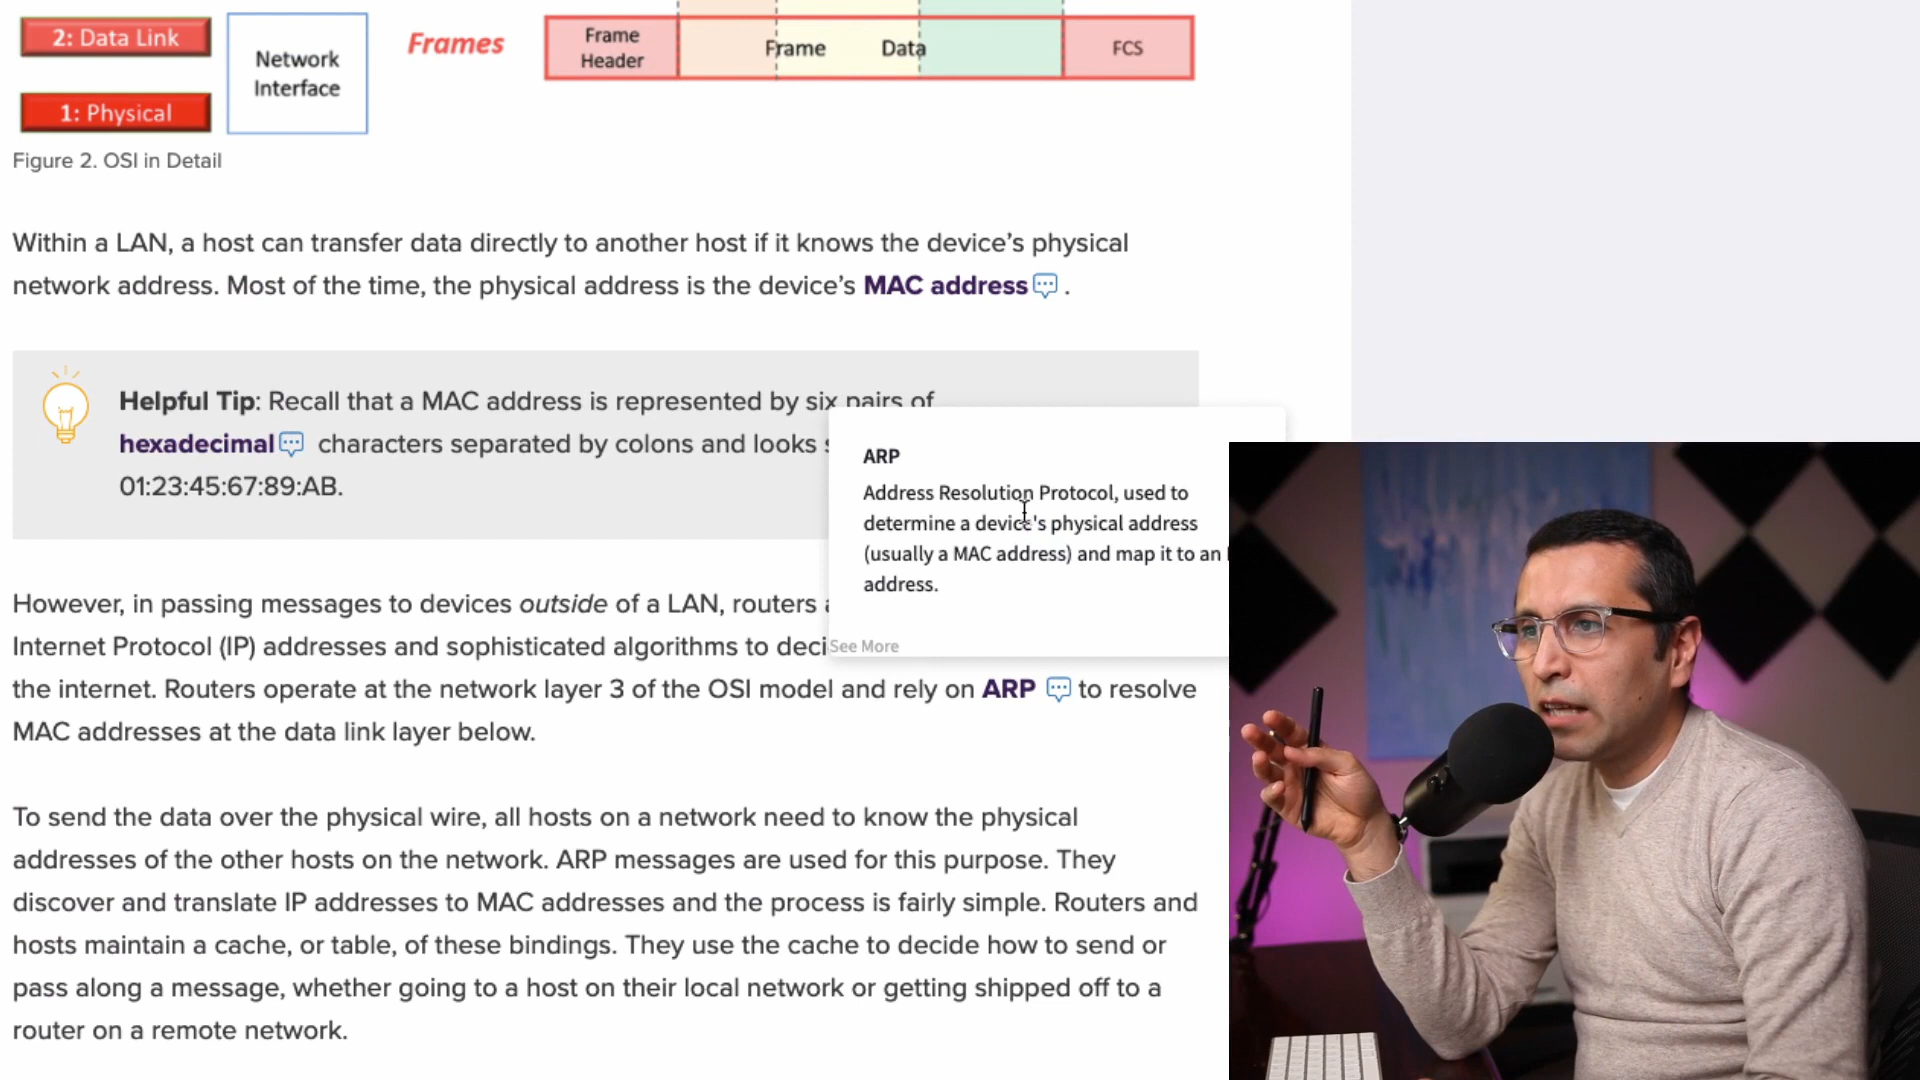 2: Data Link
1: Physical
Network
Interface
Frames
Frame
Header
Frame Data
FCS
Figure 2. OSI in Detail
Within a LAN, a host can transfer data directly to another host if it knows the device’s physical
network address. Most of the time, the physical address is the device’s MAC address .
Helpful Tip: Recall that a MAC address is represented by six pairs of
hexadecimal characters separated by colons and looks
01:23:45:67:89:AB.
ARP
Address Resolution Protocol, used to
determine a device's physical address
(usually a MAC address) and map it to an
address.
See More
However, in passing messages to devices outside of a LAN, routers
Internet Protocol (IP) addresses and sophisticated algorithms to
the internet. Routers operate at the network layer 3 of the OSI model and rely on ARP to resolve
MAC addresses at the data link layer below.
To send the data over the physical wire, all hosts on a network need to know the physical
addresses of the other hosts on the network. ARP messages are used for this purpose. They
discover and translate IP addresses to MAC addresses and the process is fairly simple. Routers and
hosts maintain a cache, or table, of these bindings. They use the cache to decide how to send or
pass along a message, whether going to a host on their local network or getting shipped off to a
router on a remote network.